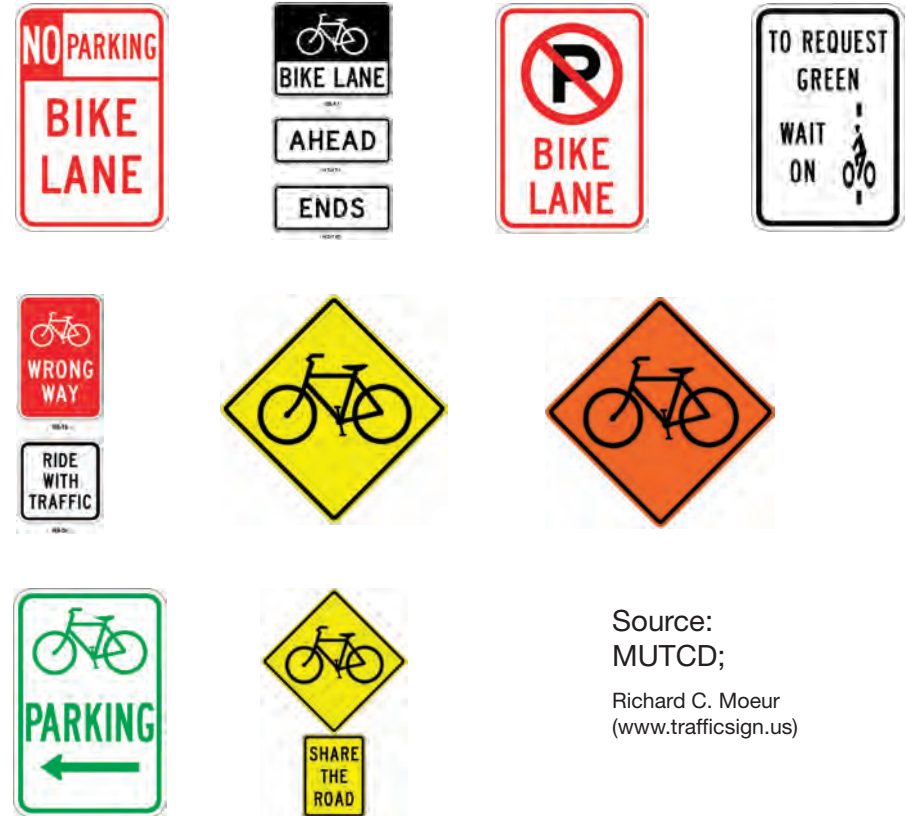 NO PARKING
BIKE
LANE
BIKE LANE
AHEAD
ENDS
P
BIKE
LANE
TO REQUEST
GREEN
WAIT
ON
WRONG
WAY
RIDE
WITH
TRAFFIC
PARKING
SHARE
THE
ROAD
Source:
MUTCD;
Richard C. Moeur
(www.trafficsign.us)